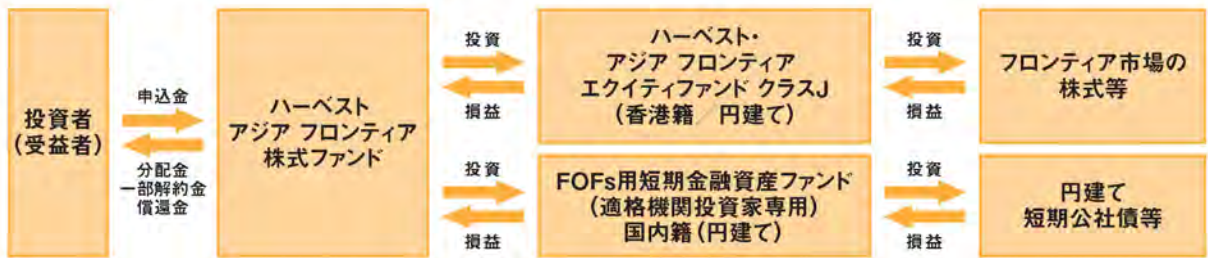 投資者
(受益者)
申込金
分配金
一部解約金
償還金
ハーベスト
アジア フロンティア
株式ファンド
投資
損益
ハーベスト・
アジア フロンティア
エクイティファンド クラスJ
(香港籍／円建て)
投資
損益
フロンティア市場の
株式等
投資
損益
FOFs用短期金融資産ファンド
(適格機関投資家専用)
国内籍(円建て)
投資
損益
円建て
短期公社債等